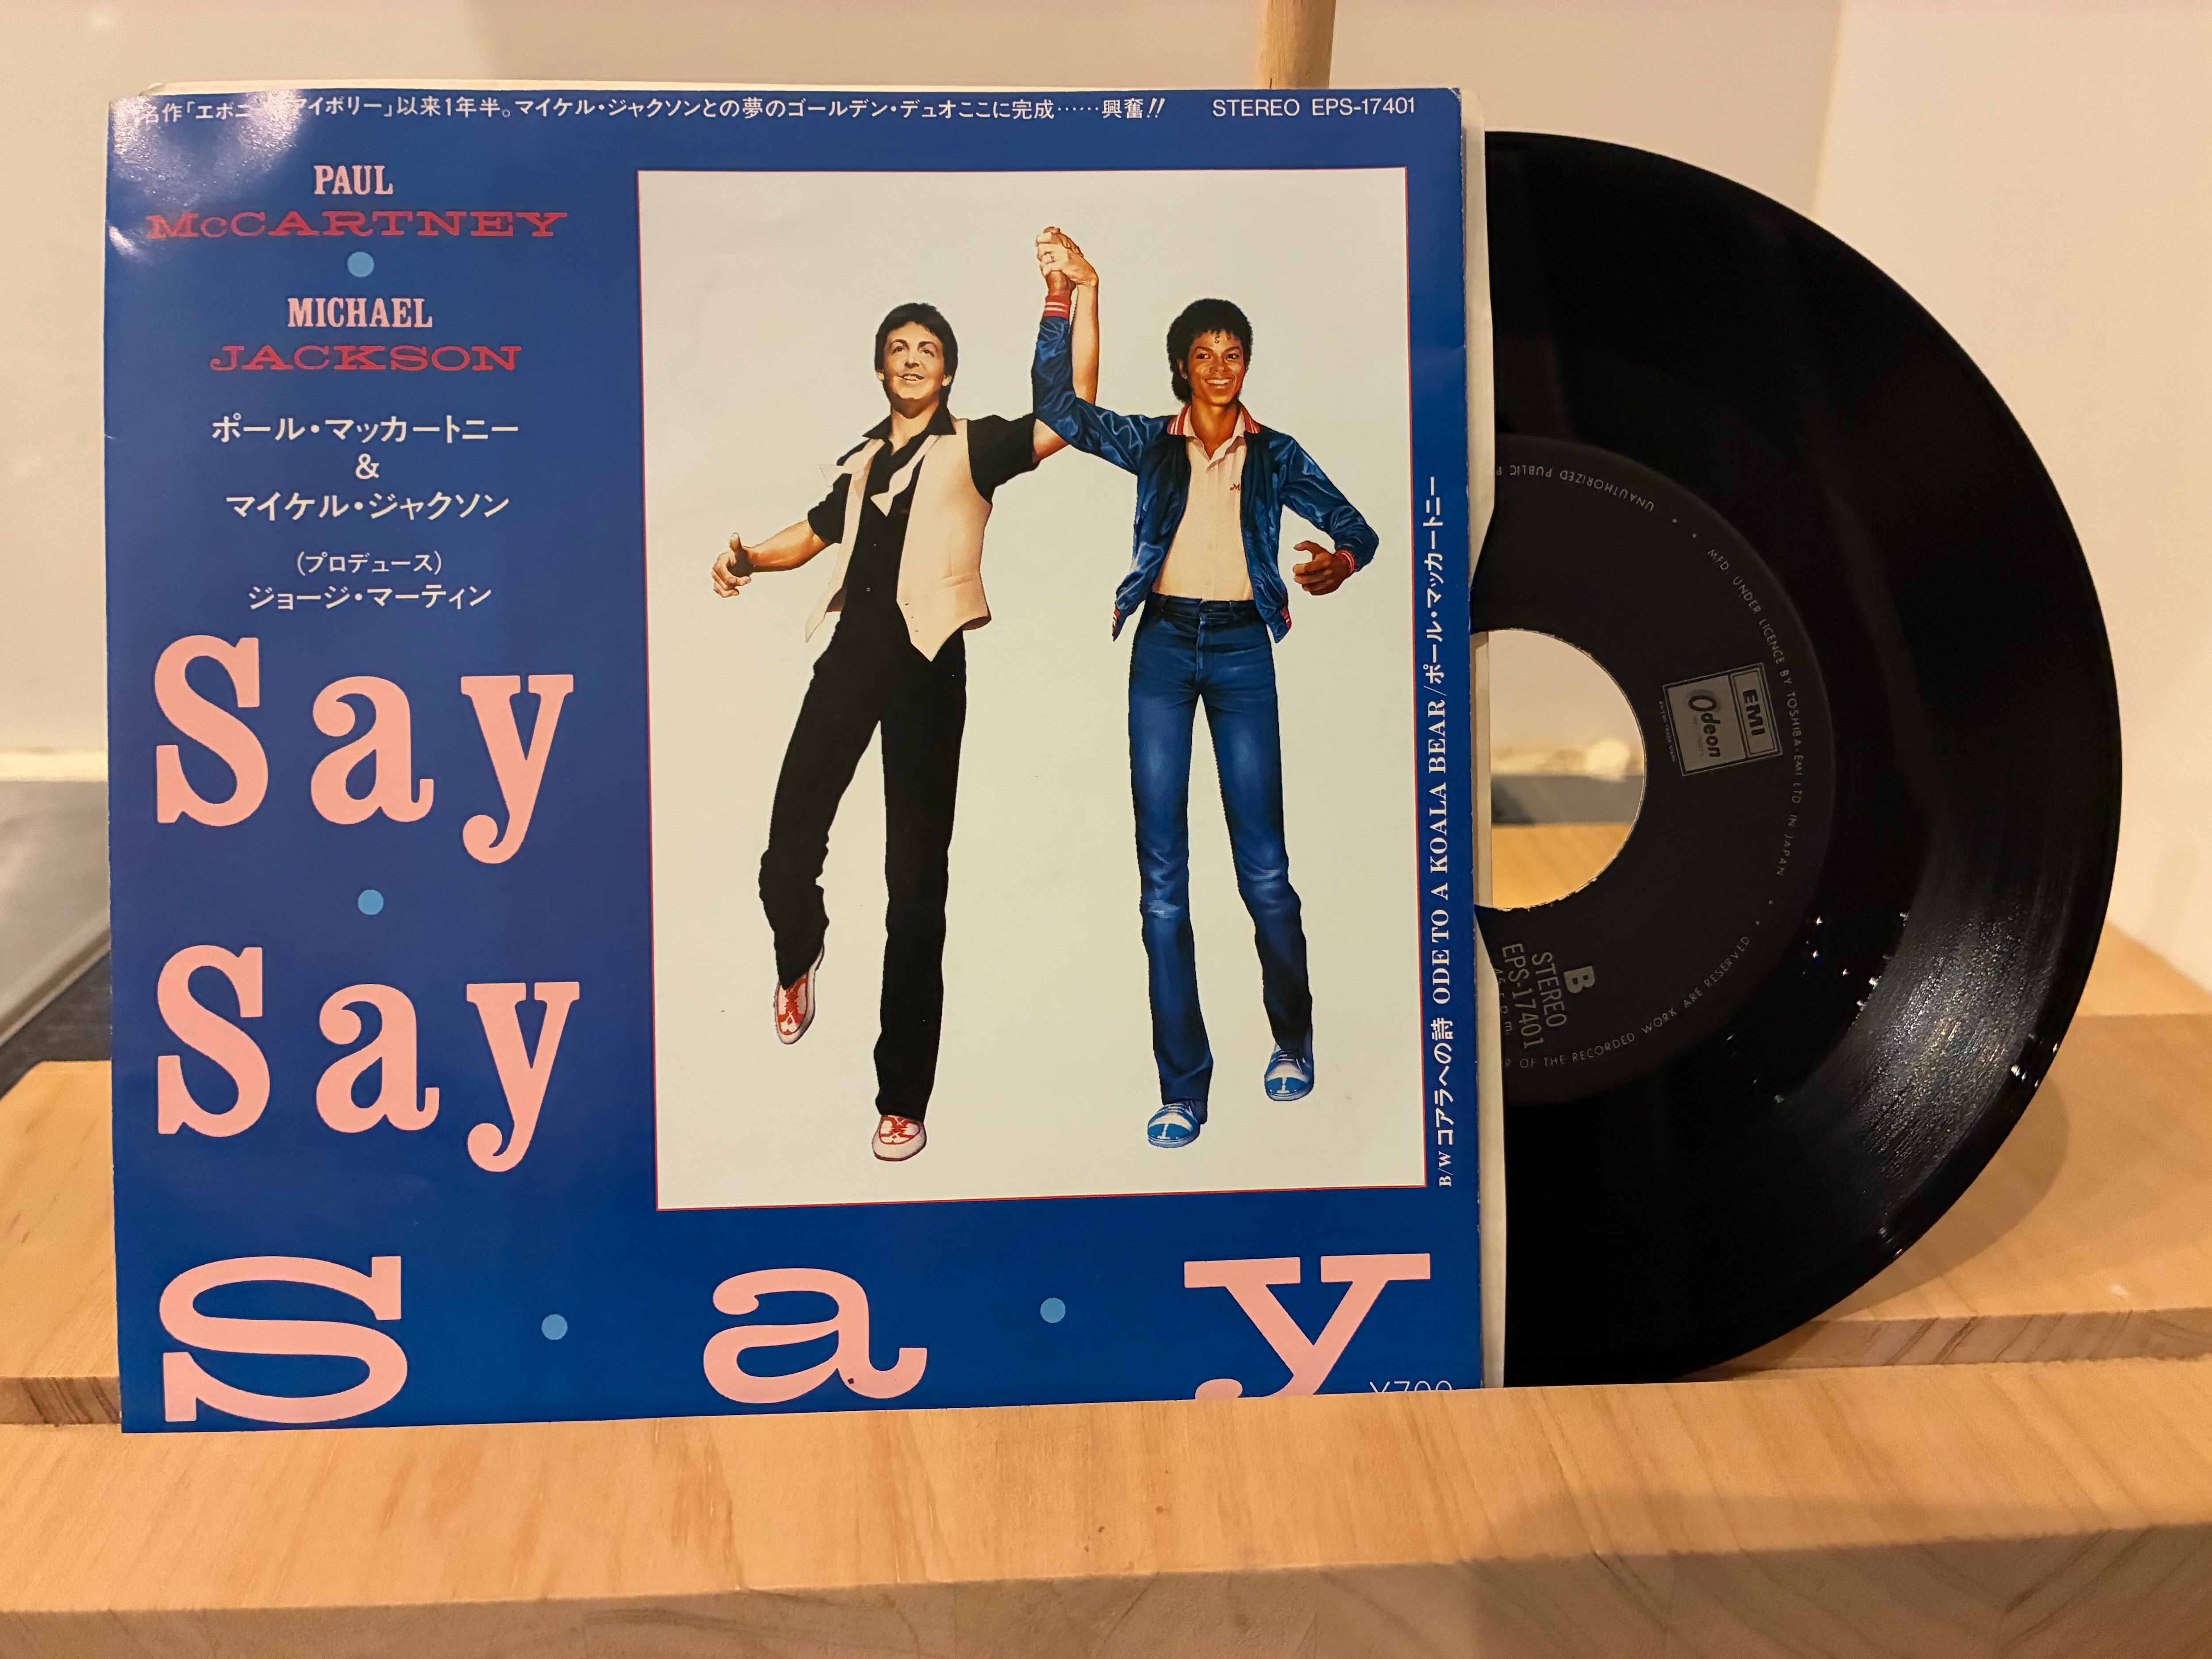 名作「エボニ アイボリー」以来1年半。マイケル・ジャクソンとの夢のゴールデン・デュオここに完成……興奮!!
STEREO EPS-17401
PAUL
McCARTNEY
MICHAEL
JACKSON
ポール・マッカートニー
&
マイケル・ジャクソン
(プロデュース)
ジョージ・マーティン
Say
Say
Say
B/W コアラへの詩 ODE TO A KOALA BEAR/ポール・マッカートニー
¥700
UNAUTHORIZED PUBLIC
MFD. UNDER LICENCE BY TOSHIBA-EMI LTD. IN JAPAN
EMI
Odeon
B
STEREO
EPS-17401
OF THE RECORDED WORK ARE RESERVED